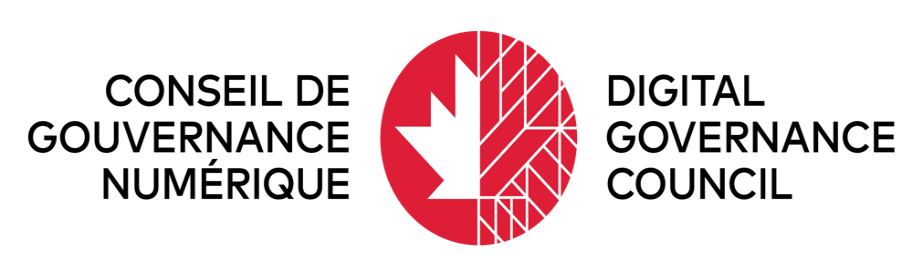 CONSEIL DE
GOUVERNANCE
NUMÉRIQUE
DIGITAL
GOVERNANCE
COUNCIL